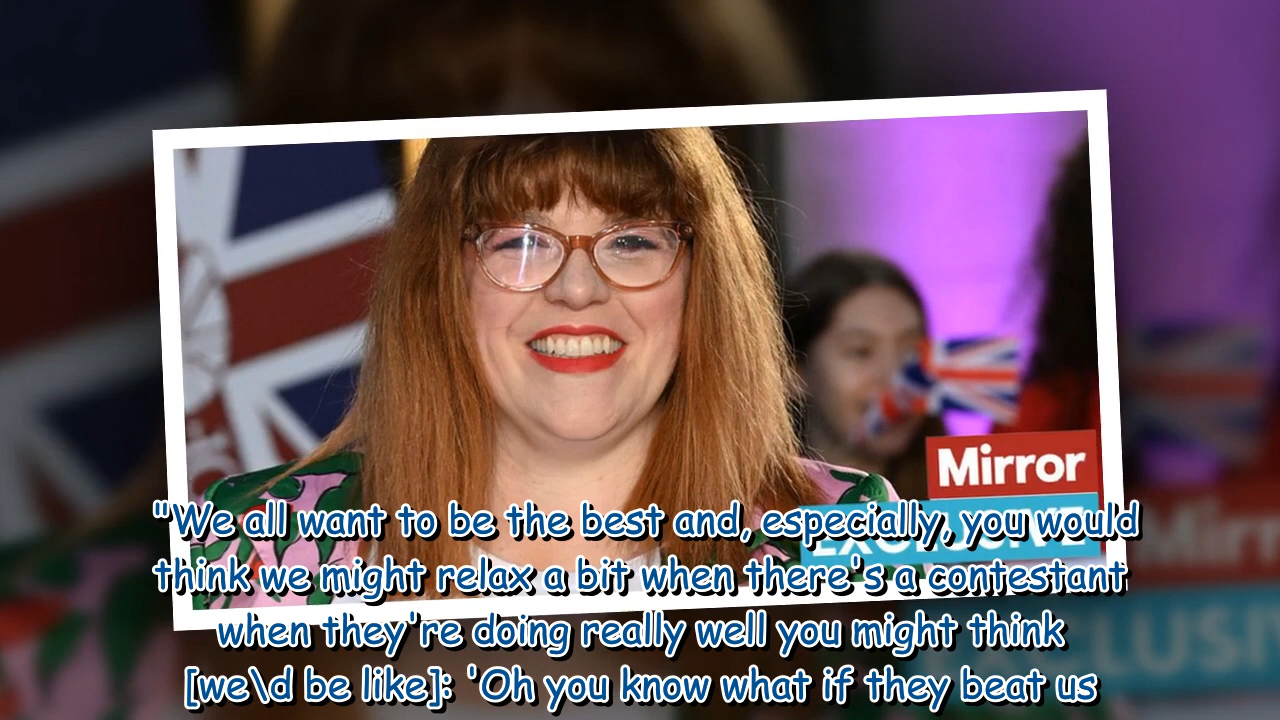 Mirror
EXCLUSIVE
"We all want to be the best and, especially, you would
think we might relax a bit when there's a contestant
when they're doing really well you might think
[we\d be like]: 'Oh you know what if they beat us